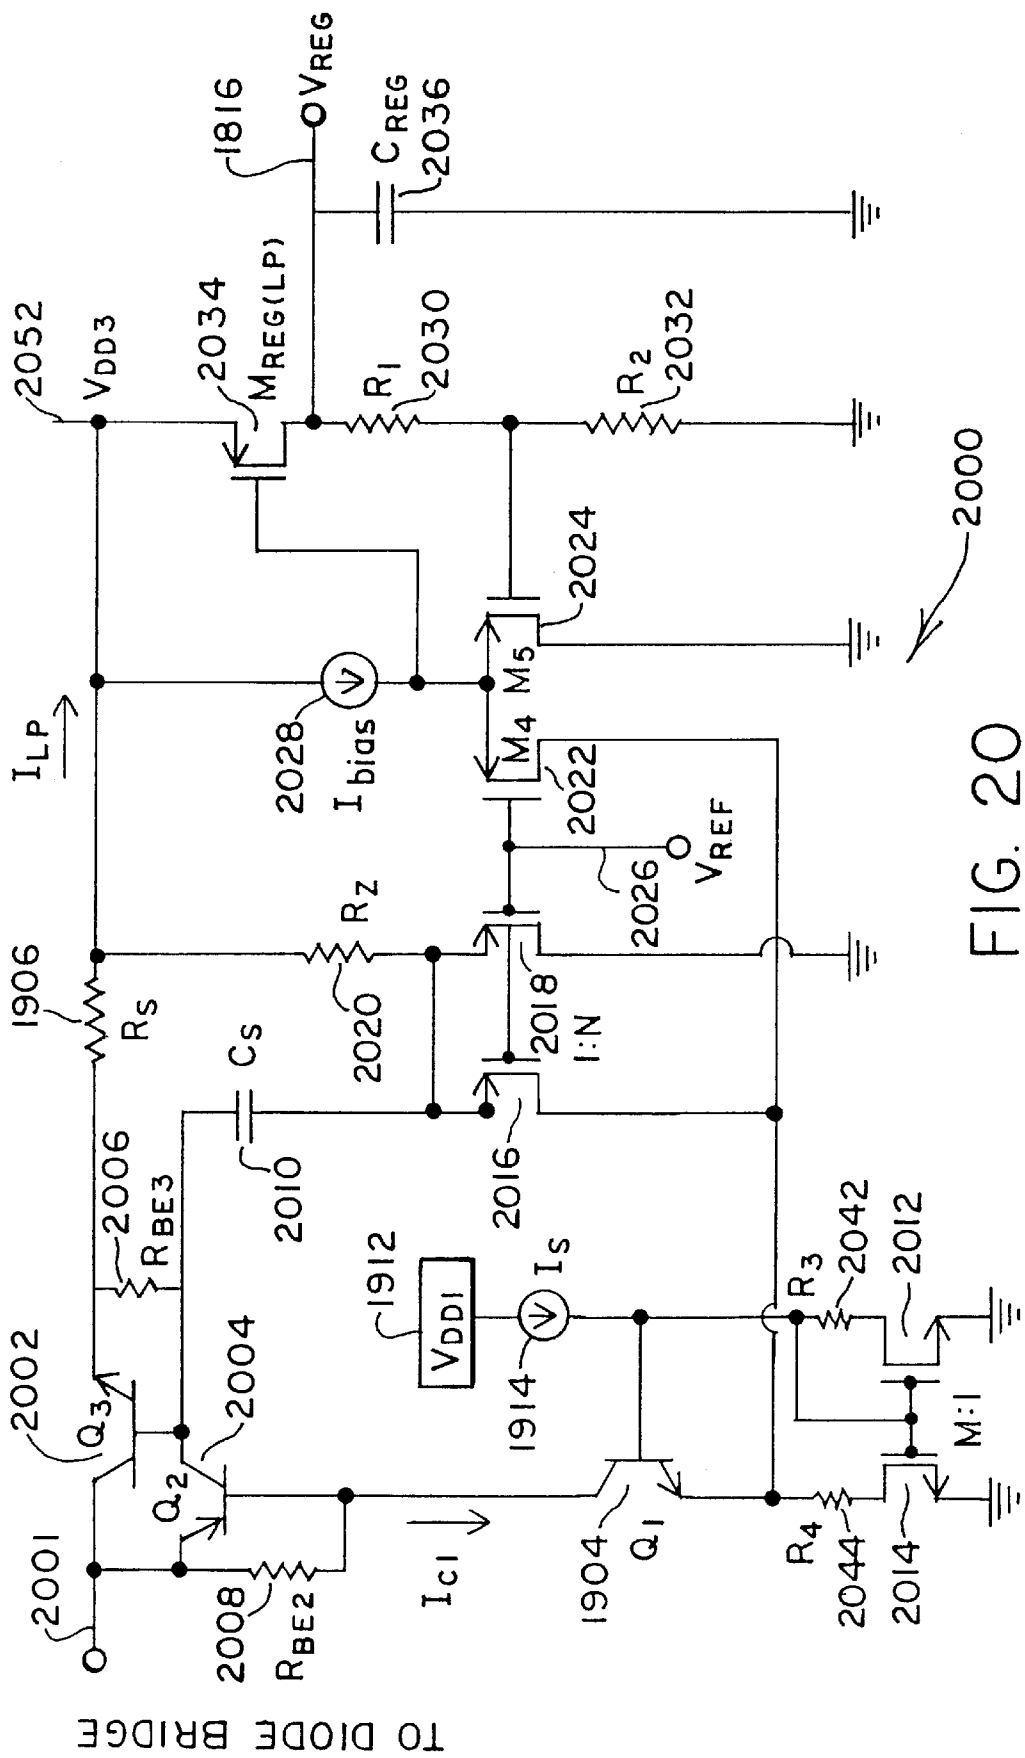 TO DIODE
BRIDGE
2001
2002
Q3
2006
RBE3
1906
RS
ILP
2052
VDD3
Q2
2004
2008
RBE2
CS
2010
2020
RZ
2028
Ibias
2034
MREG(LP)
1816
VREG
CREG
2036
R1
2030
R2
2032
IC1
1912
VDD1
1914
IS
1904
Q1
2016
2018
1:N
2022
M4
M5
2024
2026
VREF
R3
2042
2012
R4
2044
2014
M:1
2000
FIG. 20